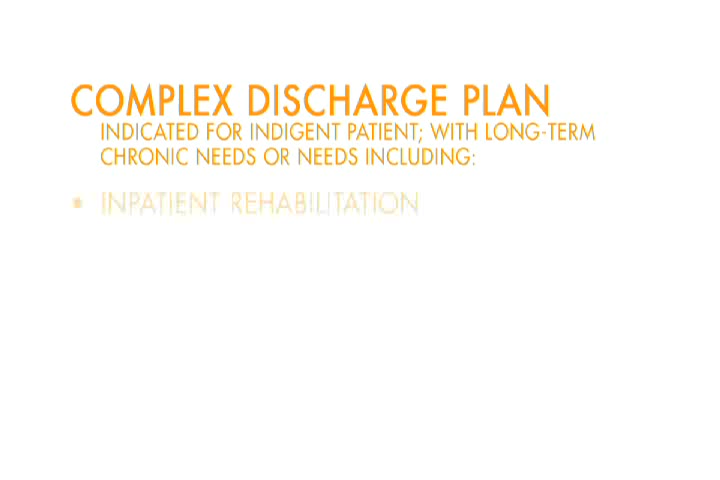 COMPLEX DISCHARGE PLAN
INDICATED FOR INDIGENT PATIENT; WITH LONG-TERM
CHRONIC NEEDS OR NEEDS INCLUDING:
• INPATIENT REHABILITATION